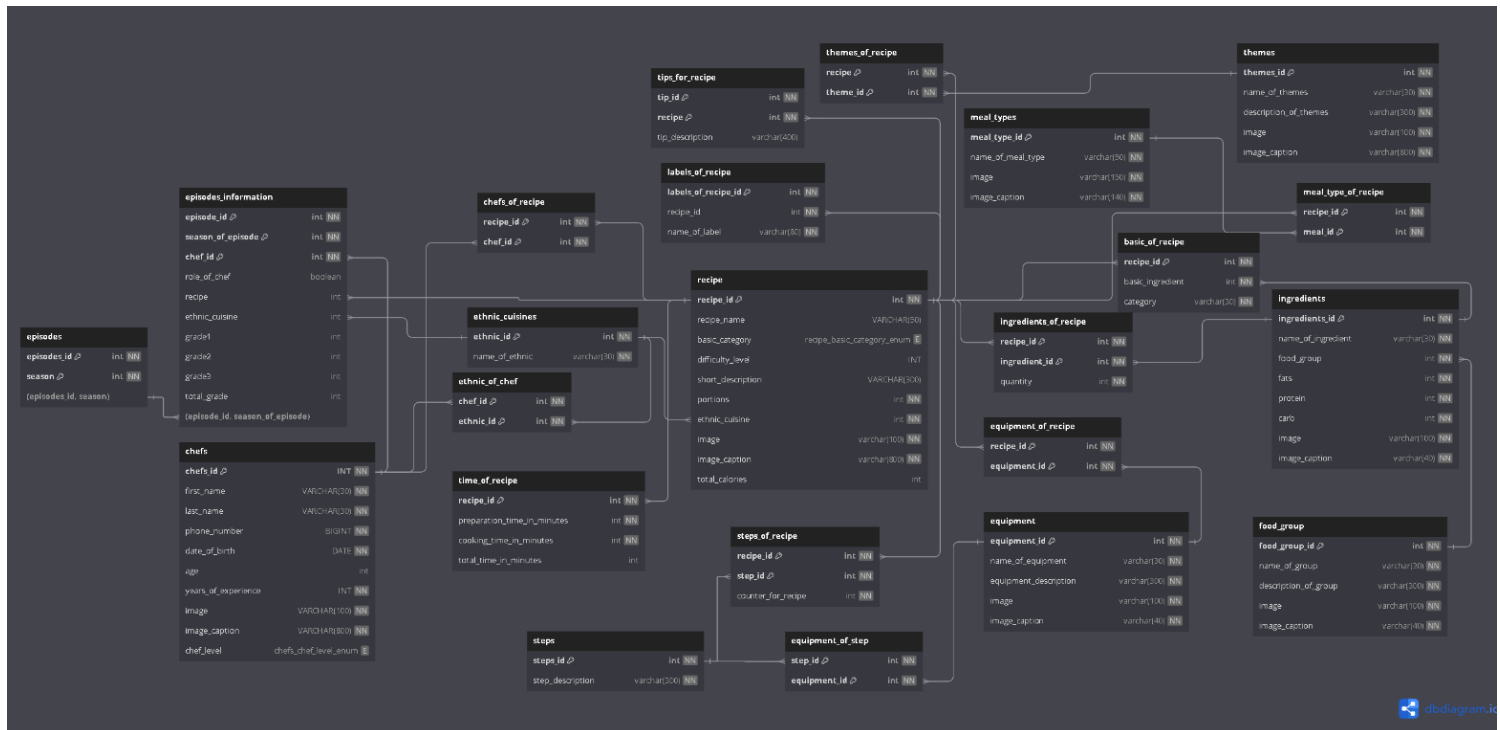 themes_of_recipe
recipe int NN
theme_id int NN
themes
themes_id int NN
name_of_themes varchar(30) NN
description_of_themes varchar(300) NN
image varchar(100) NN
image_caption varchar(800) NN
tips_for_recipe
tip_id int NN
recipe int NN
tip_description varchar(400)
meal_types
meal_type_id int NN
name_of_meal_type varchar(50) NN
image varchar(150) NN
image_caption varchar(140) NN
labels_of_recipe
labels_of_recipe_id int NN
recipe_id int NN
name_of_label varchar(80) NN
meal_type_of_recipe
recipe_id int NN
meal_id int NN
episodes_information
episode_id int NN
season_of_episode int NN
chef_id int NN
role_of_chef boolean
recipe int
ethnic_cuisine int
grade1 int
grade2 int
grade3 int
total_grade int
(episode_id, season_of_episode)
chefs_of_recipe
recipe_id int NN
chef_id int NN
basic_of_recipe
recipe_id int NN
basic_ingredient int NN
category varchar(30) NN
recipe
recipe_id int NN
recipe_name VARCHAR(50)
basic_category recipe_basic_category_enum E
difficulty_level INT
short_description VARCHAR(300)
portions int NN
ethnic_cuisine int NN
image varchar(100) NN
image_caption varchar(800) NN
total_calories int
ingredients
ingredients_id int NN
name_of_ingredient varchar(30) NN
food_group int NN
fats int NN
protein int NN
carb int NN
image varchar(100) NN
image_caption varchar(40) NN
ethnic_cuisines
ethnic_id int NN
name_of_ethnic varchar(30) NN
ingredients_of_recipe
recipe_id int NN
ingredient_id int NN
quantity int NN
episodes
episodes_id int NN
season int NN
(episodes_id, season)
ethnic_of_chef
chef_id int NN
ethnic_id int NN
equipment_of_recipe
recipe_id int NN
equipment_id int NN
chefs
chefs_id INT NN
first_name VARCHAR(30) NN
last_name VARCHAR(30) NN
phone_number BIGINT NN
date_of_birth DATE NN
age int
years_of_experience INT NN
image VARCHAR(100) NN
image_caption VARCHAR(800) NN
chef_level chefs_chef_level_enum E
time_of_recipe
recipe_id int NN
preparation_time_in_minutes int NN
cooking_time_in_minutes int NN
total_time_in_minutes int
equipment
equipment_id int NN
name_of_equipment varchar(30) NN
equipment_description varchar(300) NN
image varchar(100) NN
image_caption varchar(40) NN
food_group
food_group_id int NN
name_of_group varchar(30) NN
description_of_group varchar(300) NN
image varchar(100) NN
image_caption varchar(40) NN
steps_of_recipe
recipe_id int NN
step_id int NN
counter_for_recipe int NN
steps
steps_id int NN
step_description varchar(300) NN
equipment_of_step
step_id int NN
equipment_id int NN
dbdiagram.io